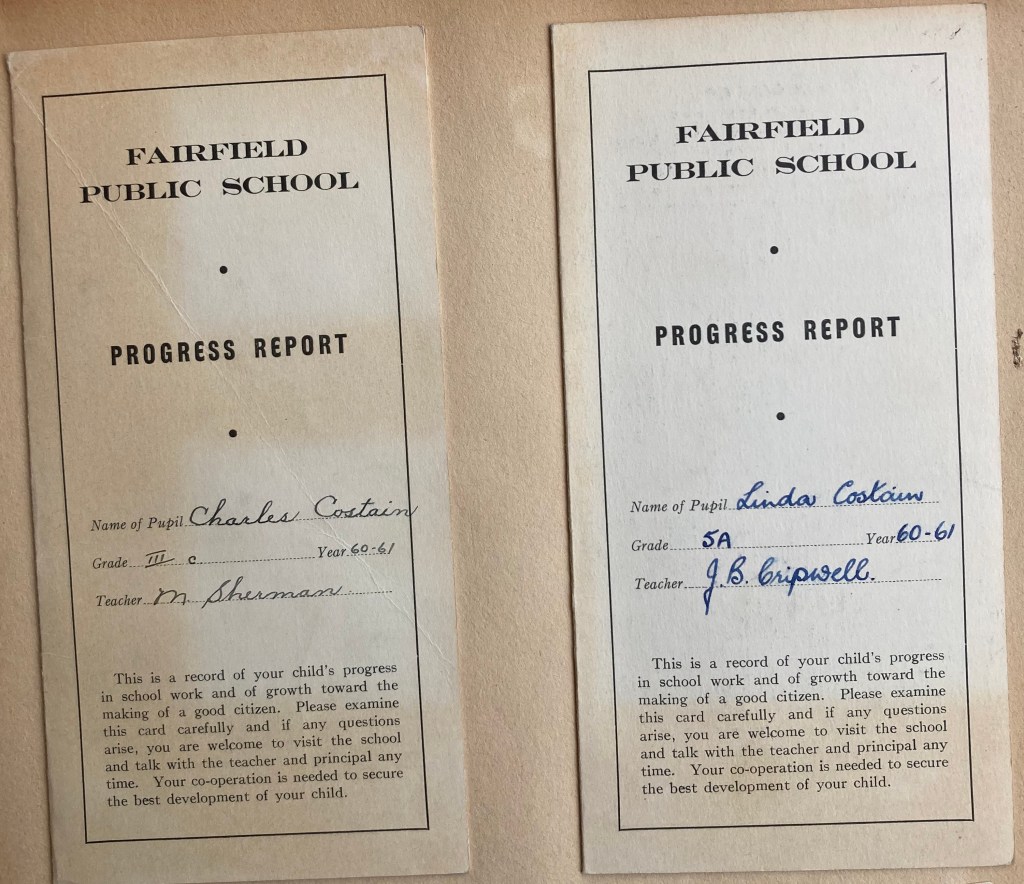 FAIRFIELD
PUBLIC SCHOOL
PROGRESS REPORT
Name of Pupil Charles Costain
Grade III c Year 60-61
Teacher M. Sherman
This is a record of your child's progress
in school work and of growth toward the
making of a good citizen. Please examine
this card carefully and if any questions
arise, you are welcome to visit the school
and talk with the teacher and principal any
time. Your co-operation is needed to secure
the best development of your child.
FAIRFIELD
PUBLIC SCHOOL
PROGRESS REPORT
Name of Pupil Linda Costain
Grade 5A Year 60-61
Teacher J.B. Cripwell.
This is a record of your child's progress
in school work and of growth toward the
making of a good citizen. Please examine
this card carefully and if any questions
arise, you are welcome to visit the school
and talk with the teacher and principal any
time. Your co-operation is needed to secure
the best development of your child.